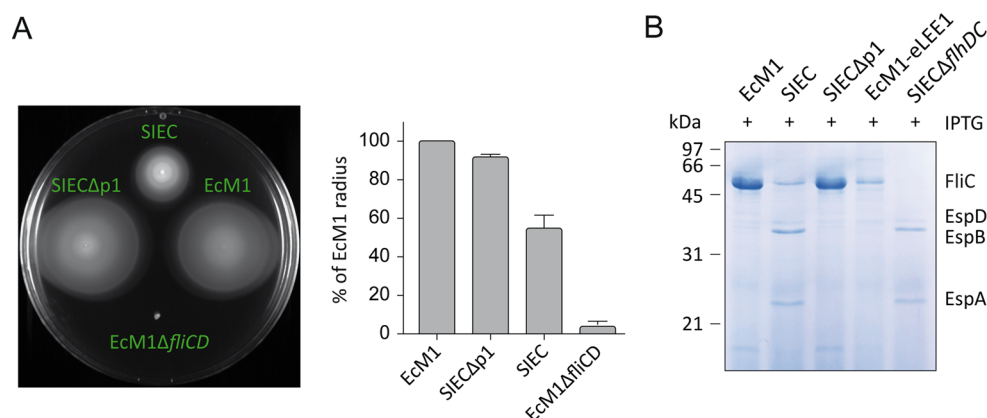 A
SIEC
SIECΔp1
EcM1
EcM1ΔfliCD
% of EcM1 radius
100
80
60
40
20
0
EcM1
SIECΔp1
SIEC
EcM1ΔfliCD
B
EcM1
SIEC
SIECΔp1
EcM1-eLEE1
SIECΔflhDC
kDa + + + + + IPTG
97
66
45
31
21
FliC
EspD
EspB
EspA